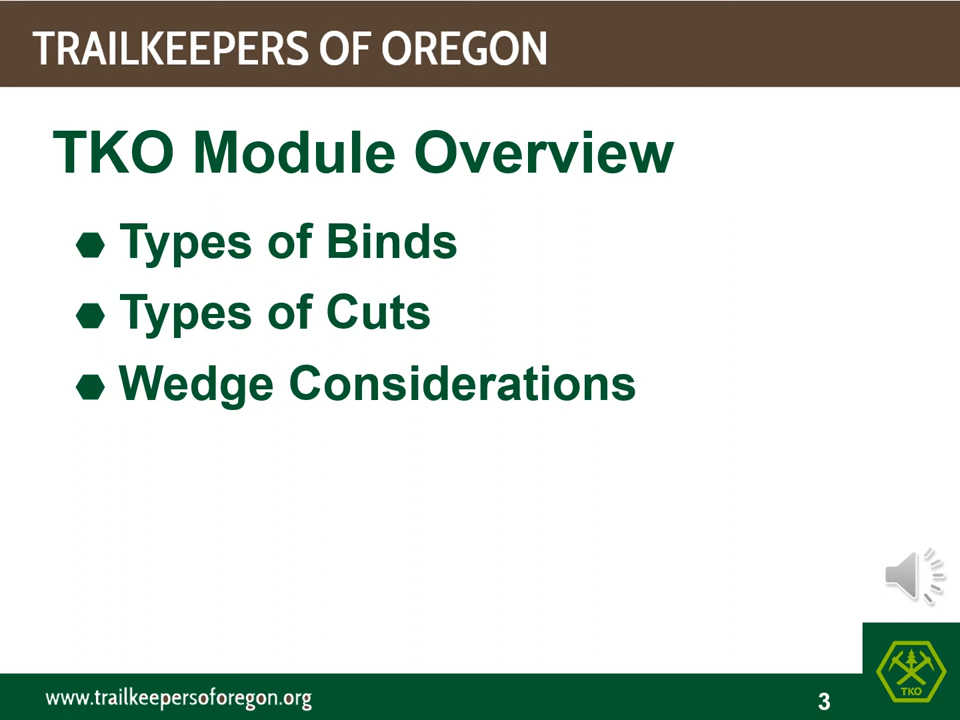 TRAILKEEPERS OF OREGON
TKO Module Overview
Types of Binds
Types of Cuts
Wedge Considerations
www.trailkeepersoforegon.org
3
TKO